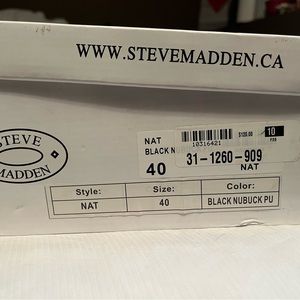 WWW.STEVEMADDEN.CA
STEVE
MADDEN
NAT
BLACK NU
40
10316421
$120.00
10
31-1260-909
NAT
Style:
Size:
Color:
NAT
40
BLACK NUBUCK PU